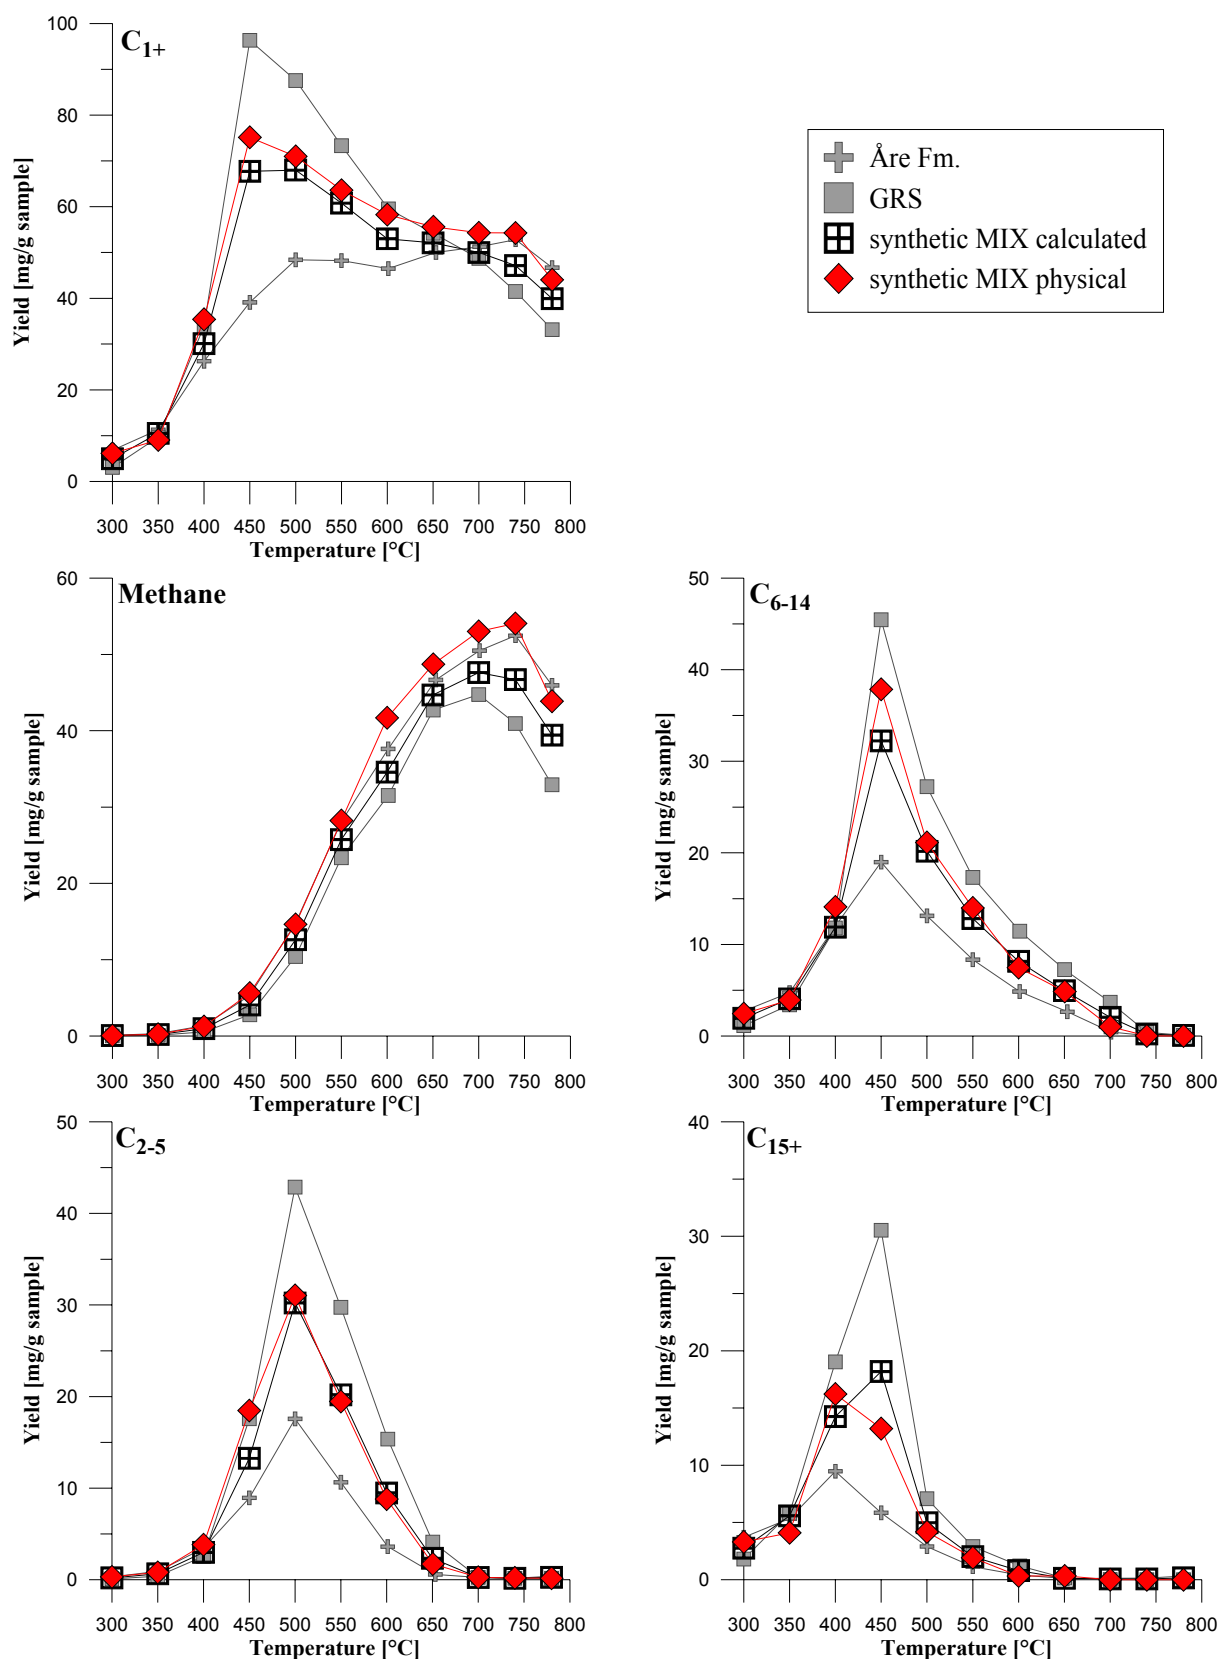 C1+
100
80
60
40
20
0
Yield [mg/g sample]
300 350 400 450 500 550 600 650 700 750 800
Temperature [°C]
Åre Fm.
GRS
synthetic MIX calculated
synthetic MIX physical
Methane
60
40
20
0
Yield [mg/g sample]
300 350 400 450 500 550 600 650 700 750 800
Temperature [°C]
C6-14
50
40
30
20
10
0
Yield [mg/g sample]
300 350 400 450 500 550 600 650 700 750 800
Temperature [°C]
C2-5
50
40
30
20
10
0
Yield [mg/g sample]
300 350 400 450 500 550 600 650 700 750 800
Temperature [°C]
C15+
40
30
20
10
0
Yield [mg/g sample]
300 350 400 450 500 550 600 650 700 750 800
Temperature [°C]